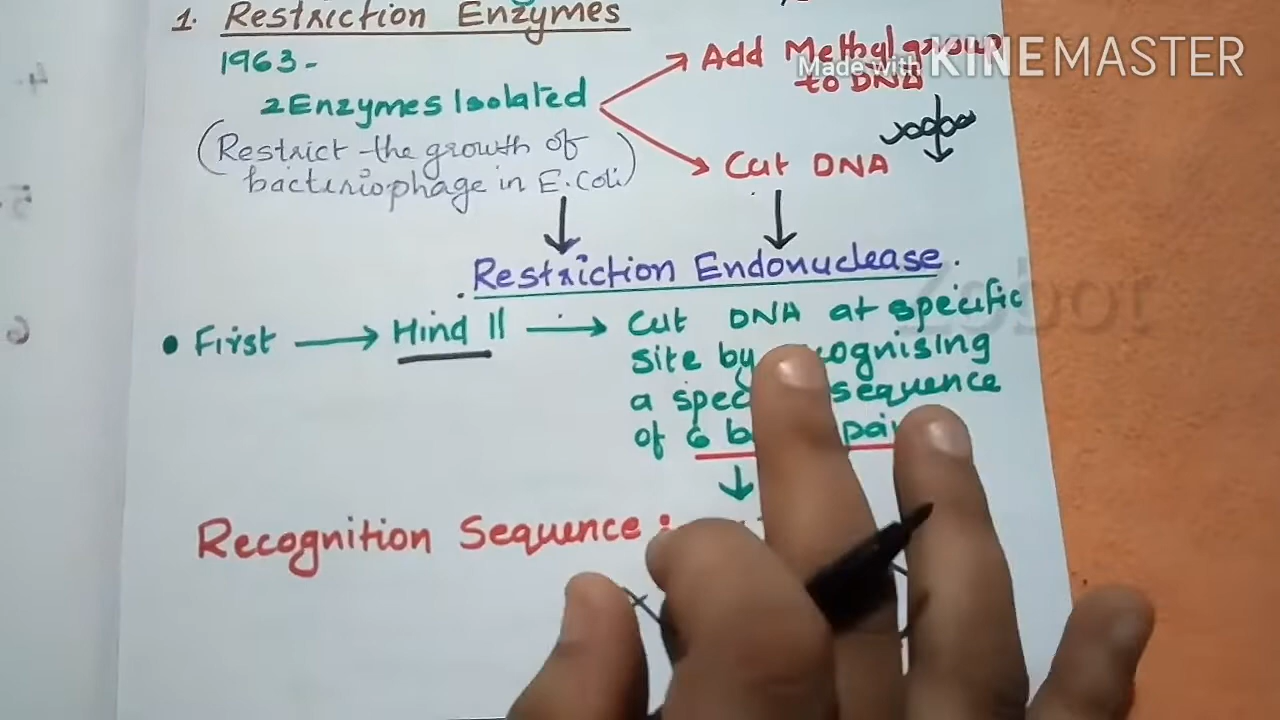 1. Restriction Enzymes
1963-
2 Enzymes Isolated
(Restrict the growth of
bacteriophage in E.Coli)
Add Methyl group
to DNA
Made with KINEMASTER
Cut DNA
Restriction Endonuclease.
• First → Hind II → Cut DNA at specific
site by recognising
a sequence
of 6
Recognition Sequence: